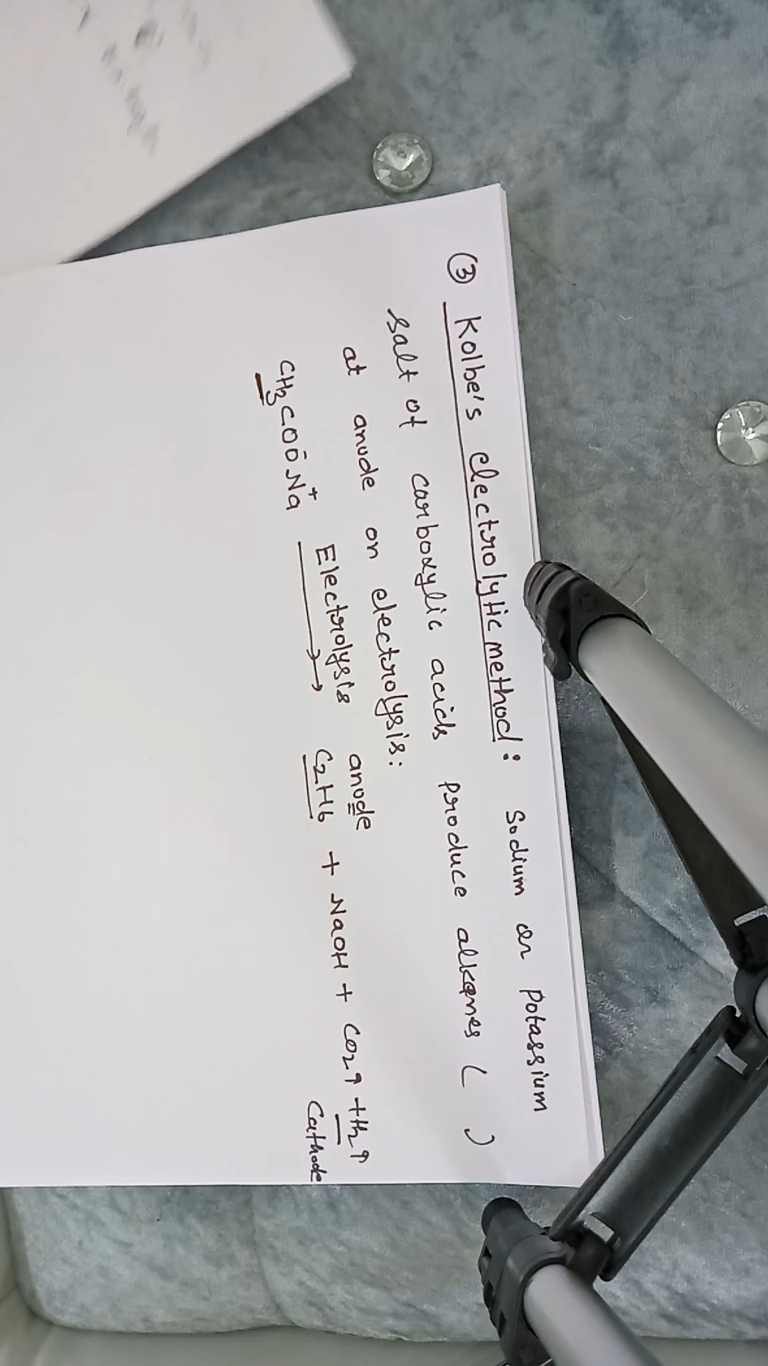 ③ Kolbe's electrolytic method: Sodium or Potassium
salt of carboxylic acids produce alkanes ( )
at anode on electrolysis:
Electrolysis anode
CH3COO⁻Na⁺ ⟶ C2H6 + NaOH + CO2↑ + H2↑
Cathode